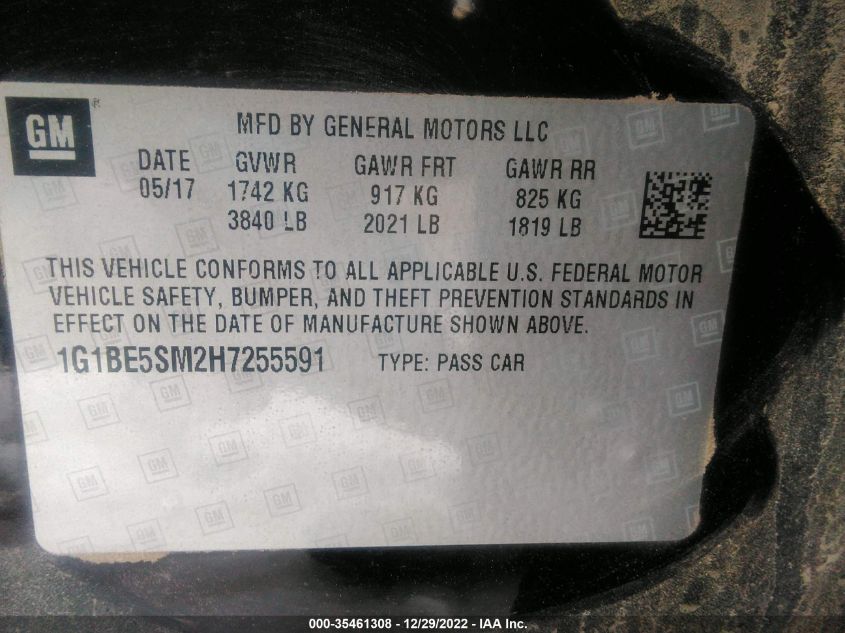 GM
MFD BY GENERAL MOTORS LLC
DATE GVWR GAWR FRT GAWR RR
05/17 1742 KG 917 KG 825 KG
3840 LB 2021 LB 1819 LB
THIS VEHICLE CONFORMS TO ALL APPLICABLE U.S. FEDERAL MOTOR
VEHICLE SAFETY, BUMPER, AND THEFT PREVENTION STANDARDS IN
EFFECT ON THE DATE OF MANUFACTURE SHOWN ABOVE.
1G1BE5SM2H7255591 TYPE: PASS CAR
000-35461308 - 12/29/2022 - IAA Inc.